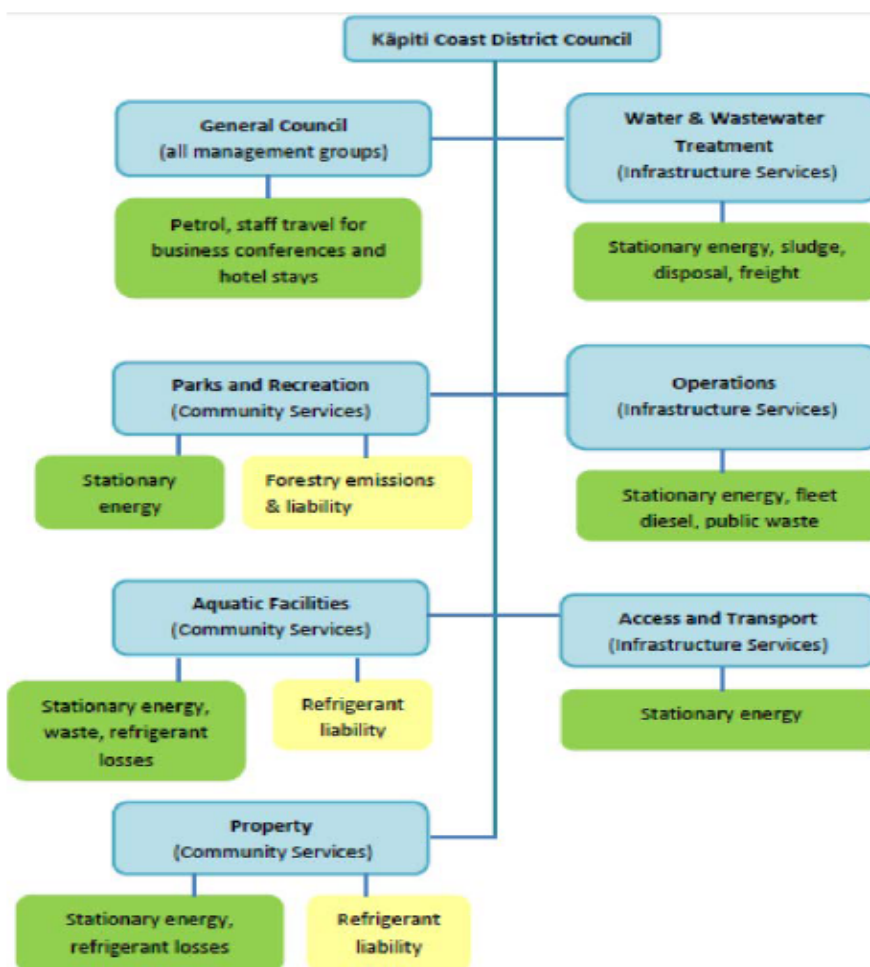 Kāpiti Coast District Council
General Council
(all management groups)
Water & Wastewater
Treatment
(Infrastructure Services)
Petrol, staff travel for
business conferences and
hotel stays
Stationary energy, sludge,
disposal, freight
Parks and Recreation
(Community Services)
Operations
(Infrastructure Services)
Stationary
energy
Forestry emissions
& liability
Stationary energy, fleet
diesel, public waste
Aquatic Facilities
(Community Services)
Access and Transport
(Infrastructure Services)
Stationary energy,
waste, refrigerant
losses
Refrigerant
liability
Stationary energy
Property
(Community Services)
Stationary energy,
refrigerant losses
Refrigerant
liability